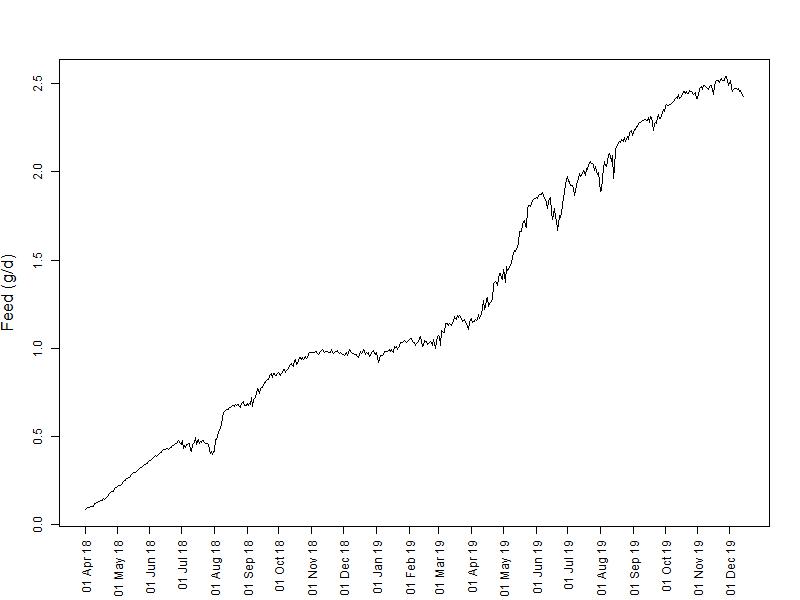 Feed (g/d)
2.5
2.0
1.5
1.0
0.5
0.0
01 Apr 18
01 May 18
01 Jun 18
01 Jul 18
01 Aug 18
01 Sep 18
01 Oct 18
01 Nov 18
01 Dec 18
01 Jan 19
01 Feb 19
01 Mar 19
01 Apr 19
01 May 19
01 Jun 19
01 Jul 19
01 Aug 19
01 Sep 19
01 Oct 19
01 Nov 19
01 Dec 19